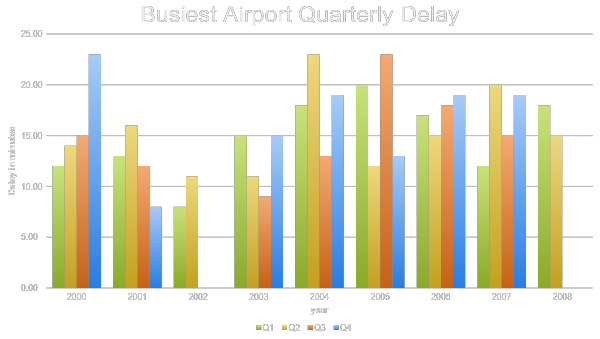 Busiest Airport Quarterly Delay
25.00
20.00
15.00
10.00
5.00
0.00
Delay in minutes
2000 2001 2002 2003 2004 2005 2006 2007 2008
year
Q1 Q2 Q3 Q4